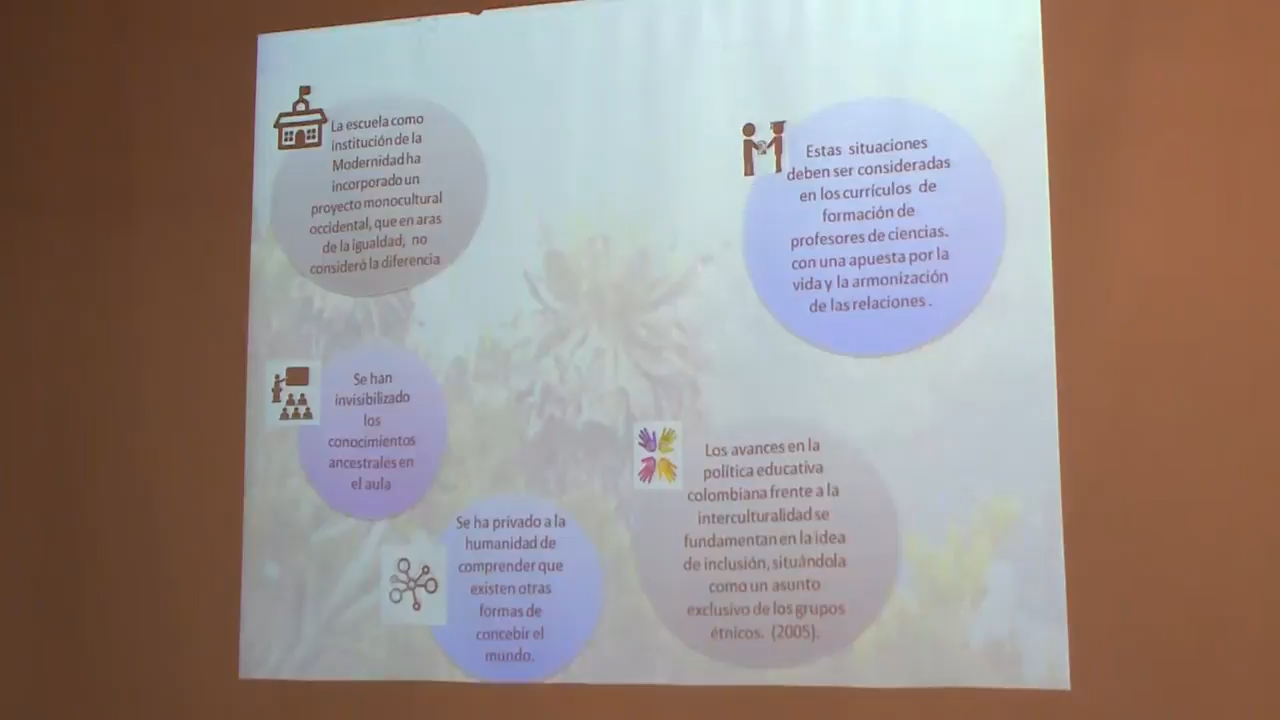 La escuela como
institución de la
Modernidad ha
incorporado un
proyecto monocultural
occidental, que en aras
de la igualdad, no
consideró la diferencia
Se han
invisibilizado
los
conocimientos
ancestrales en
el aula
Se ha privado a la
humanidad de
comprender que
existen otras
formas de
concebir el
mundo.
Los avances en la
política educativa
colombiana frente a la
interculturalidad se
fundamentan en la idea
de inclusión, situándola
como un asunto
exclusivo de los grupos
étnicos. (2005).
Estas situaciones
deben ser consideradas
en los currículos de
formación de
profesores de ciencias.
con una apuesta por la
vida y la armonización
de las relaciones .